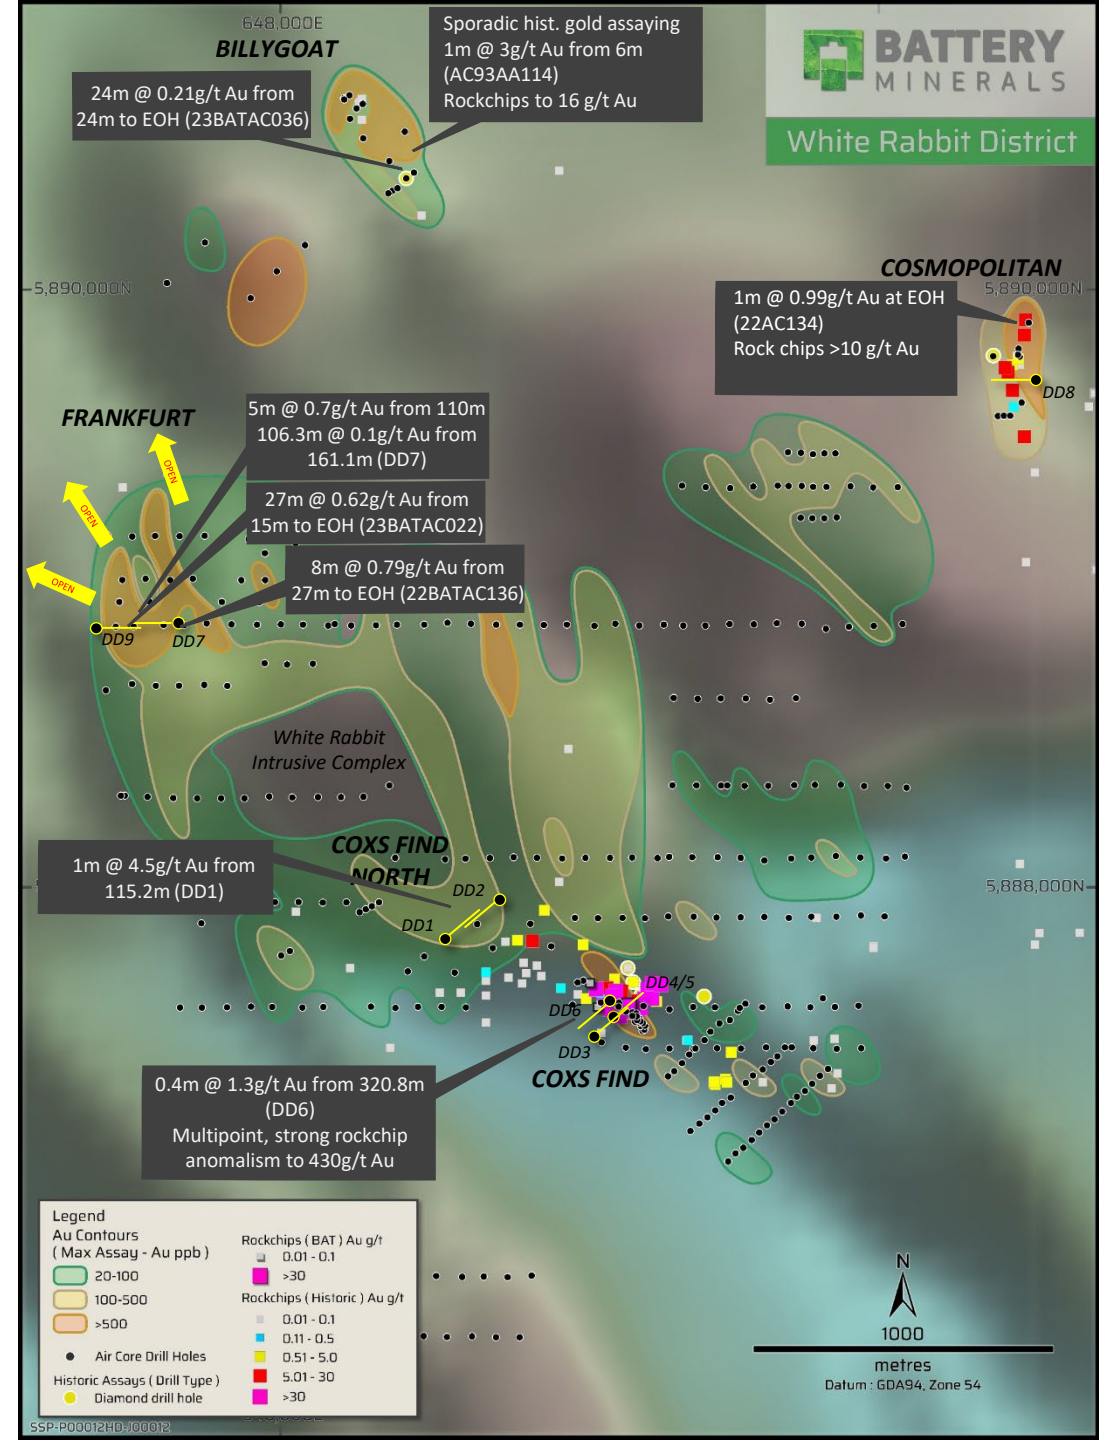 648,000E
BILLYGOAT
Sporadic hist. gold assaying
1m @ 3g/t Au from 6m
(AC93AA114)
Rockchips to 16 g/t Au
BATTERY
MINERALS
White Rabbit District
24m @ 0.21g/t Au from
24m to EOH (23BATAC036)
5,890,000N
COSMOPOLITAN
5,890,000N
1m @ 0.99g/t Au at EOH
(22AC134)
Rock chips >10 g/t Au
DD8
FRANKFURT
5m @ 0.7g/t Au from 110m
106.3m @ 0.1g/t Au from
161.1m (DD7)
OPEN
OPEN
OPEN
27m @ 0.62g/t Au from
15m to EOH (23BATAC022)
8m @ 0.79g/t Au from
27m to EOH (22BATAC136)
DD9
DD7
White Rabbit
Intrusive Complex
COXS FIND
NORTH
1m @ 4.5g/t Au from
115.2m (DD1)
DD2
DD1
5,888,000N
DD4/5
DD6
DD3
COXS FIND
0.4m @ 1.3g/t Au from 320.8m
(DD6)
Multipoint, strong rockchip
anomalism to 430g/t Au
Legend
Au Contours
( Max Assay - Au ppb )
20-100
100-500
>500
Air Core Drill Holes
Historic Assays ( Drill Type )
Diamond drill hole
Rockchips ( BAT ) Au g/t
0.01 - 0.1
>30
Rockchips ( Historic ) Au g/t
0.01 - 0.1
0.11 - 0.5
0.51 - 5.0
5.01 - 30
>30
N
1000
metres
Datum : GDA94, Zone 54
SSP-P00012HD-J00012